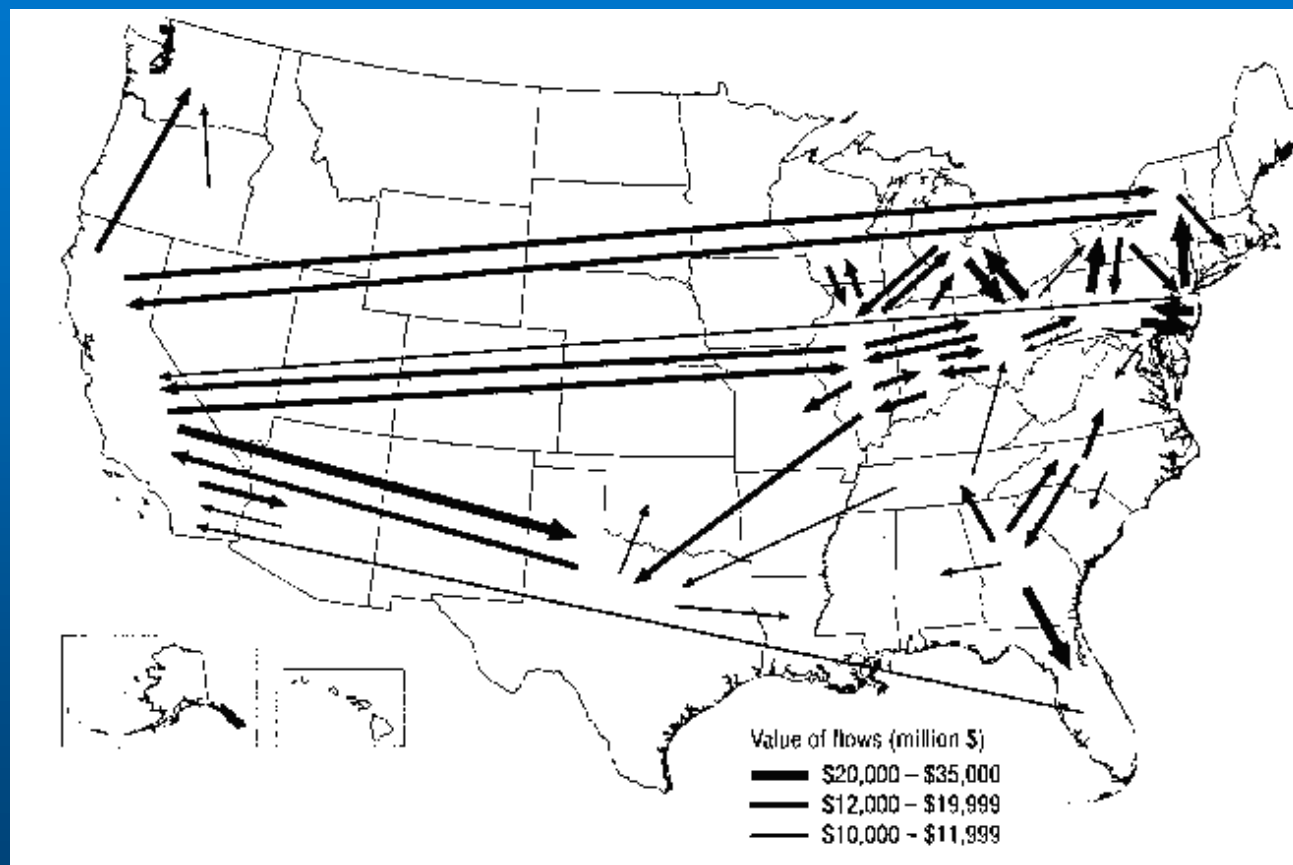 Value of flows (million $)
$20,000 – $35,000
$12,000 – $19,999
$10,000 – $11,999